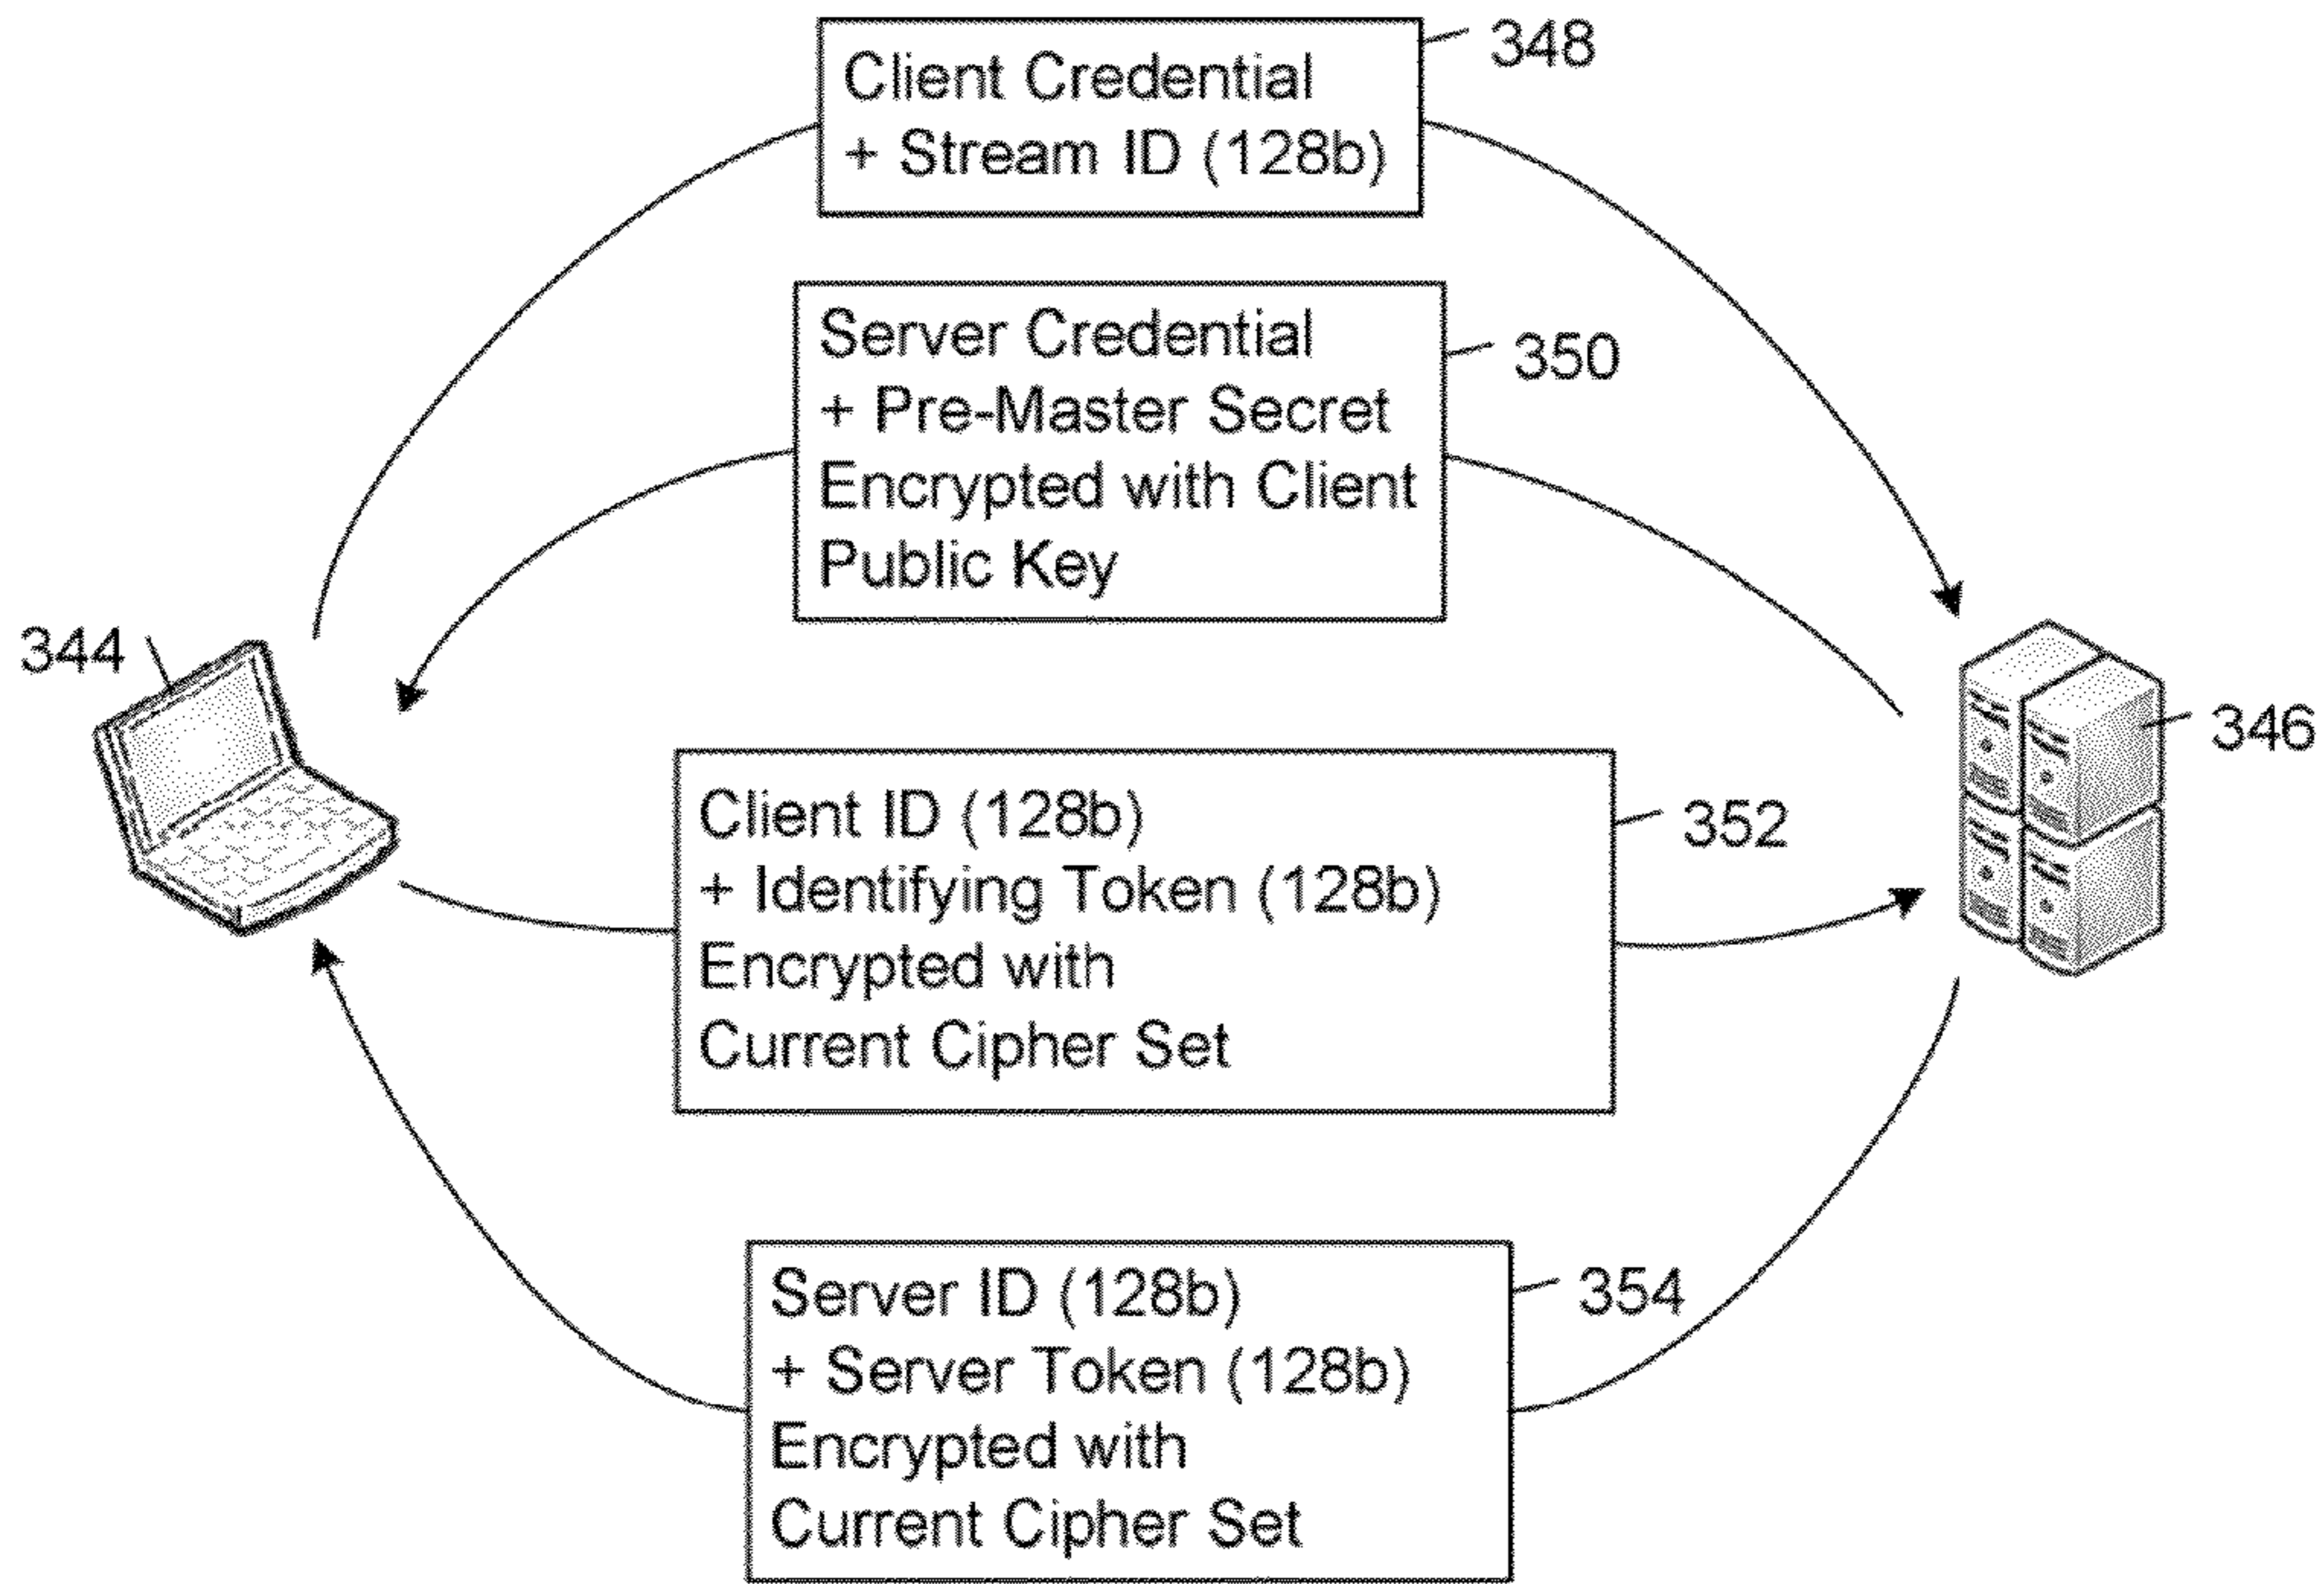 Client Credential
+ Stream ID (128b)
348
Server Credential
+ Pre-Master Secret
Encrypted with Client
Public Key
350
344
346
Client ID (128b)
+ Identifying Token (128b)
Encrypted with
Current Cipher Set
352
Server ID (128b)
+ Server Token (128b)
Encrypted with
Current Cipher Set
354